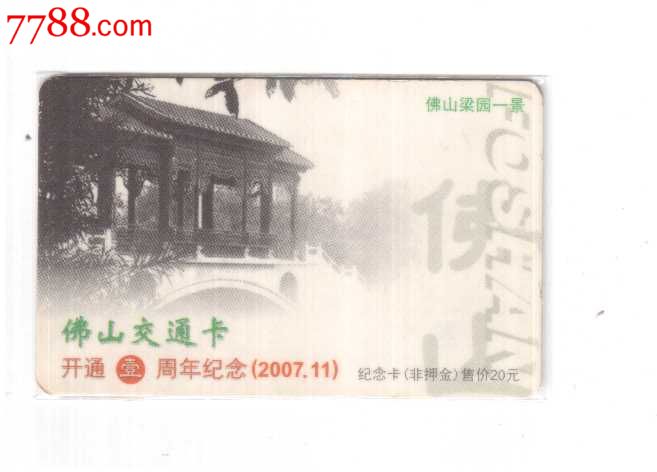 7788.com
佛山梁园一景
FOSHAN
佛山
佛山交通卡
开通 壹 周年纪念(2007.11)
纪念卡(非押金)售价20元